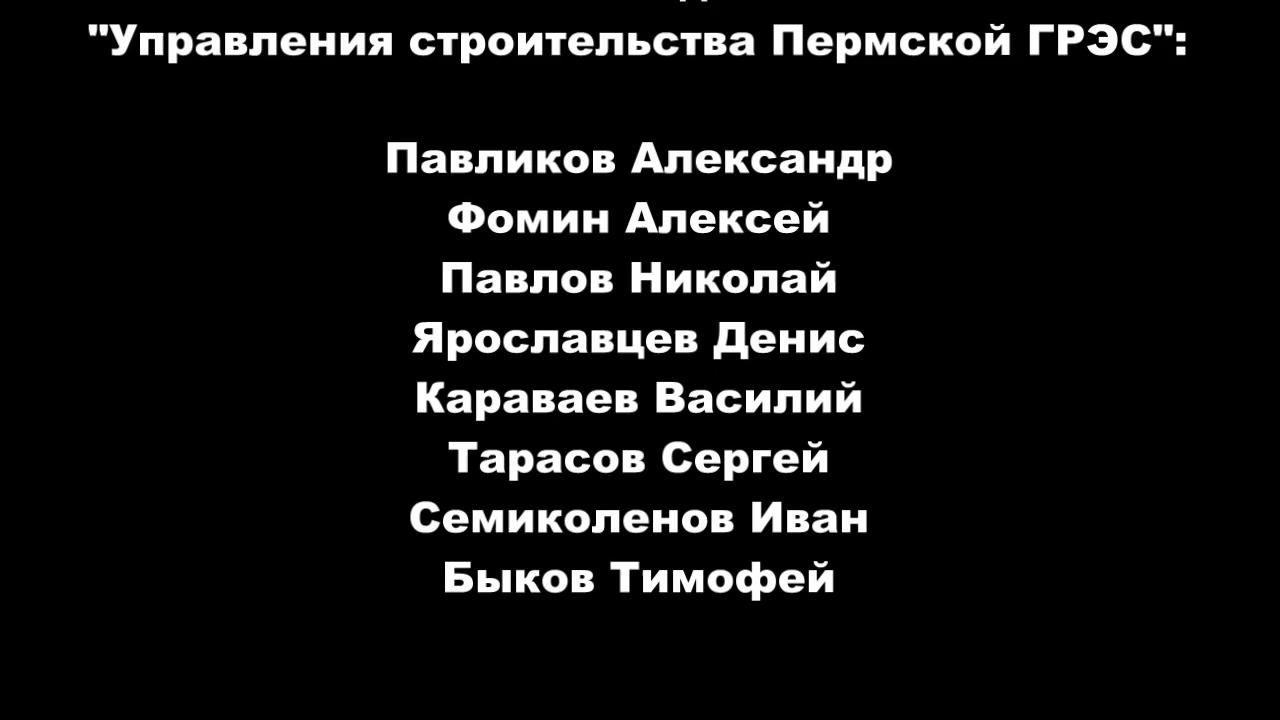 "Управления строительства Пермской ГРЭС":
Павликов Александр
Фомин Алексей
Павлов Николай
Ярославцев Денис
Караваев Василий
Тарасов Сергей
Семиколенов Иван
Быков Тимофей